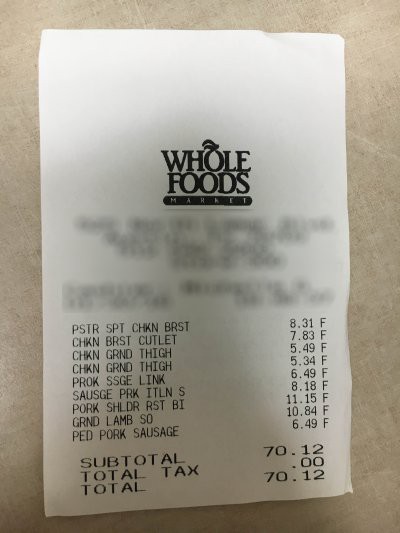 WHOLE
FOODS
MARKET
PSTR SPT CHKN BRST 8.31 F
CHKN BRST CUTLET 7.83 F
CHKN GRND THIGH 5.49 F
CHKN GRND THIGH 5.34 F
PROK SSGE LINK 6.49 F
SAUSGE PRK ITLN S 8.18 F
PORK SHLDR RST BI 11.15 F
GRND LAMB SO 10.84 F
PED PORK SAUSAGE 6.49 F
SUBTOTAL 70.12
TOTAL TAX .00
TOTAL 70.12